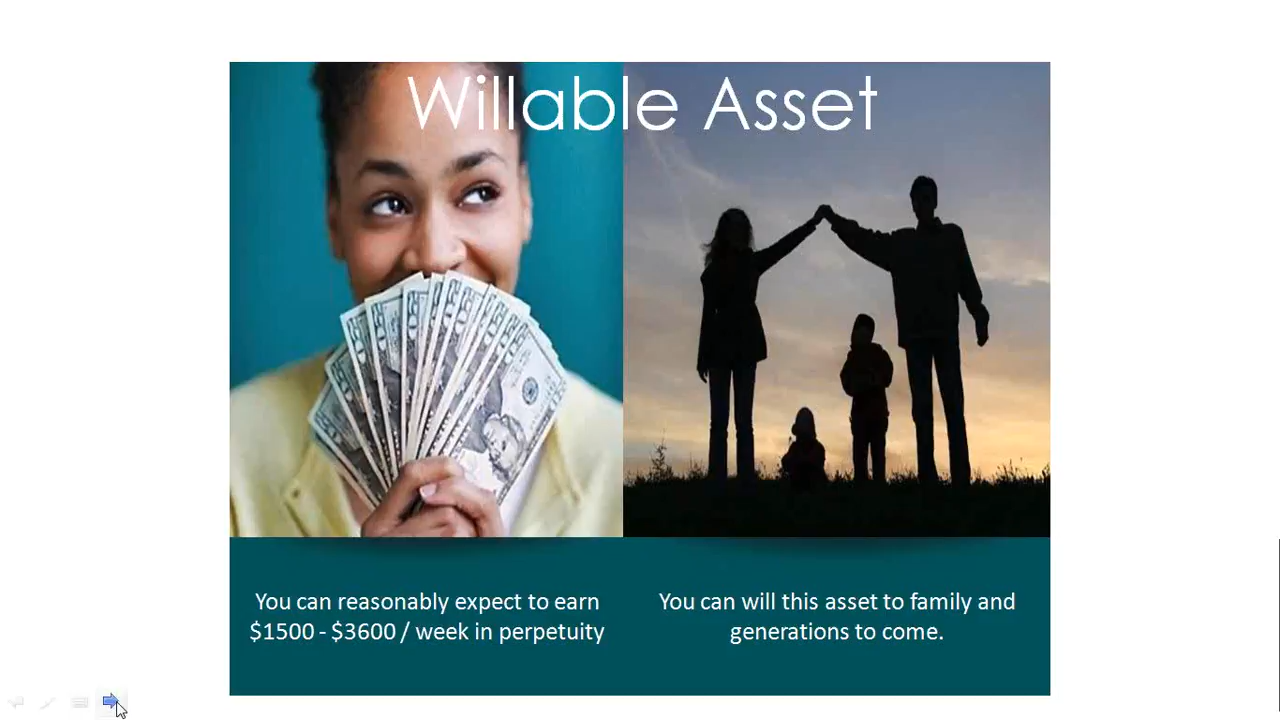 Willable Asset
You can reasonably expect to earn
$1500 - $3600 / week in perpetuity
You can will this asset to family and
generations to come.